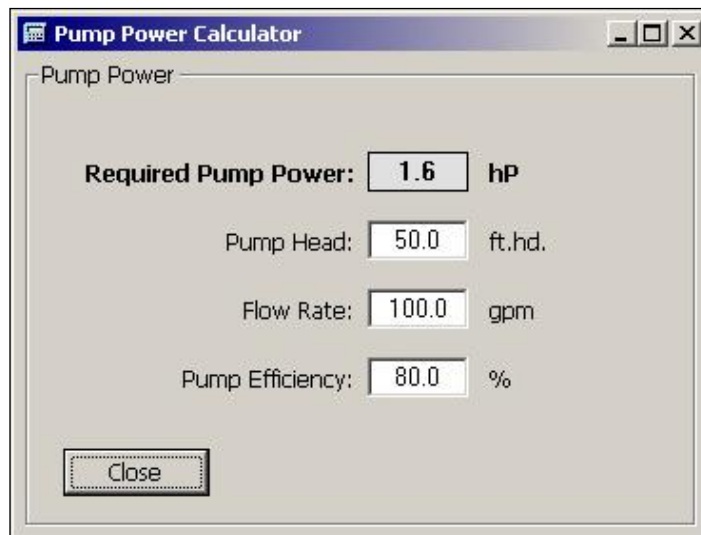 Pump Power Calculator
Pump Power
Required Pump Power: 1.6 hP
Pump Head: 50.0 ft.hd.
Flow Rate: 100.0 gpm
Pump Efficiency: 80.0 %
Close